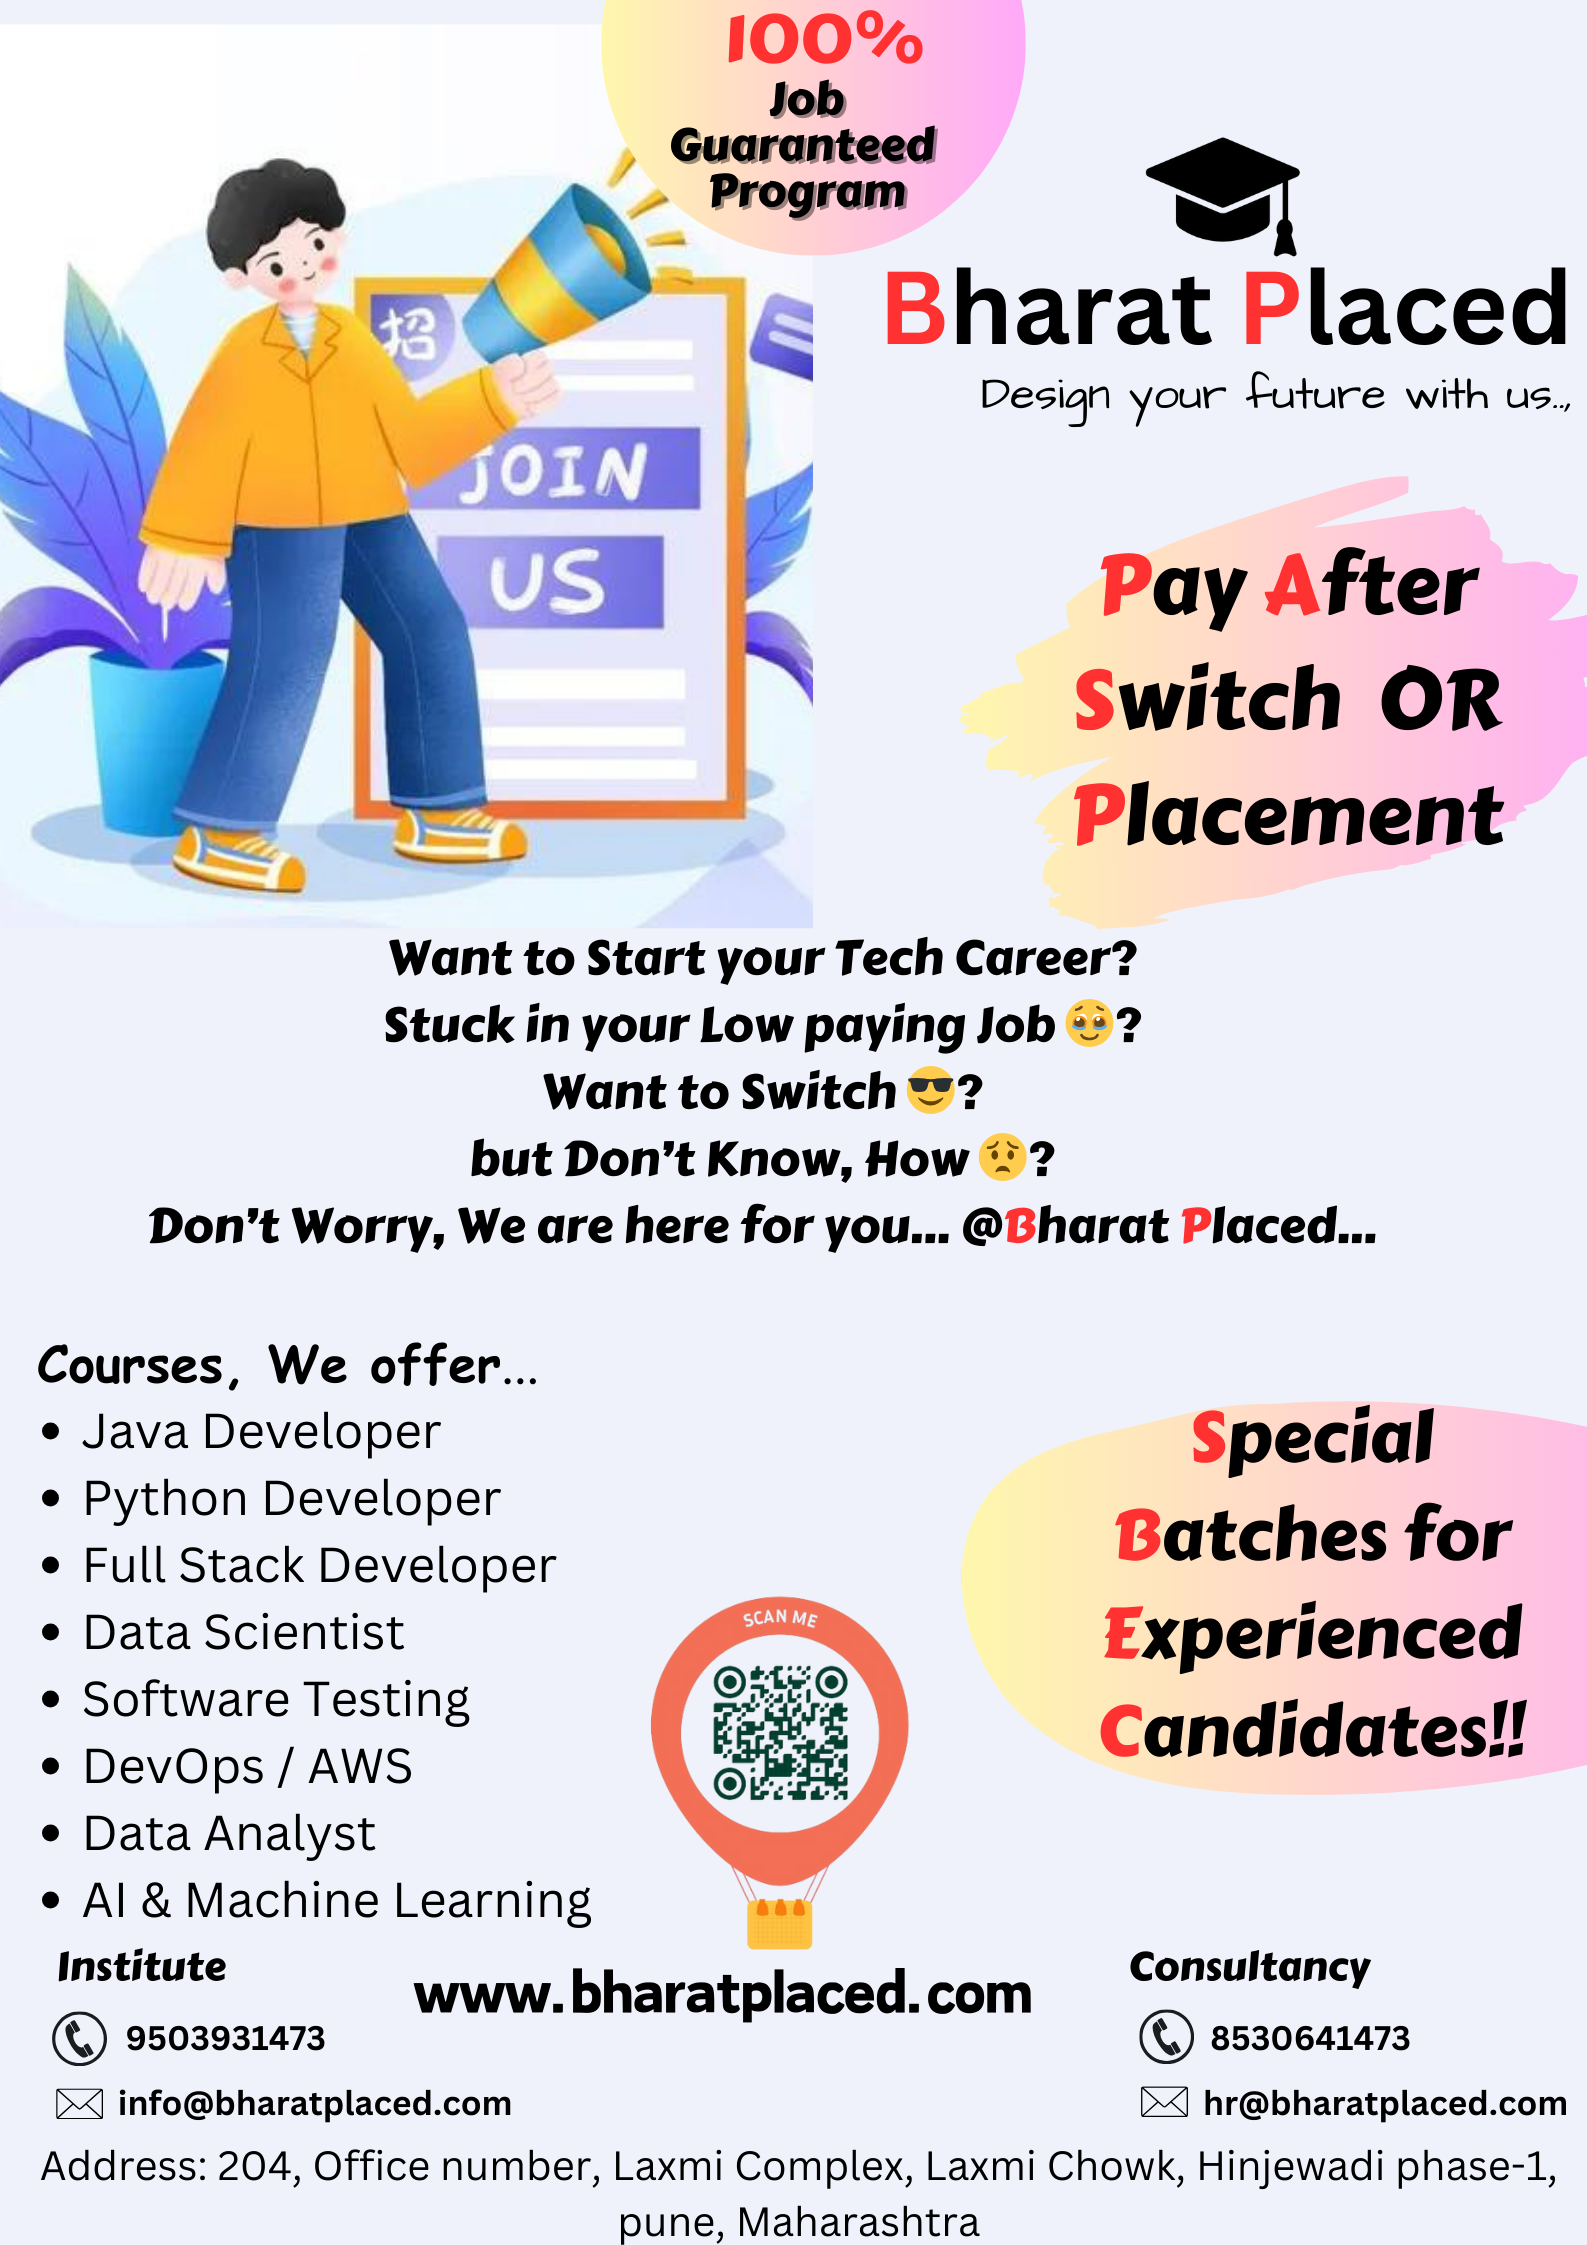 100%
Job
Guaranteed
Program
Bharat Placed
Design your future with us..,
招
JOIN
US
Pay After
Switch OR
Placement
Want to Start your Tech Career?
Stuck in your Low paying Job 🥹?
Want to Switch 😎?
but Don't Know, How 😟?
Don't Worry, We are here for you... @Bharat Placed...
Courses, We offer...
• Java Developer
• Python Developer
• Full Stack Developer
• Data Scientist
• Software Testing
• DevOps / AWS
• Data Analyst
• AI & Machine Learning
SCAN ME
Special
Batches for
Experienced
Candidates!!
Institute
9503931473
info@bharatplaced.com
www.bharatplaced.com
Consultancy
8530641473
hr@bharatplaced.com
Address: 204, Office number, Laxmi Complex, Laxmi Chowk, Hinjewadi phase-1,
pune, Maharashtra